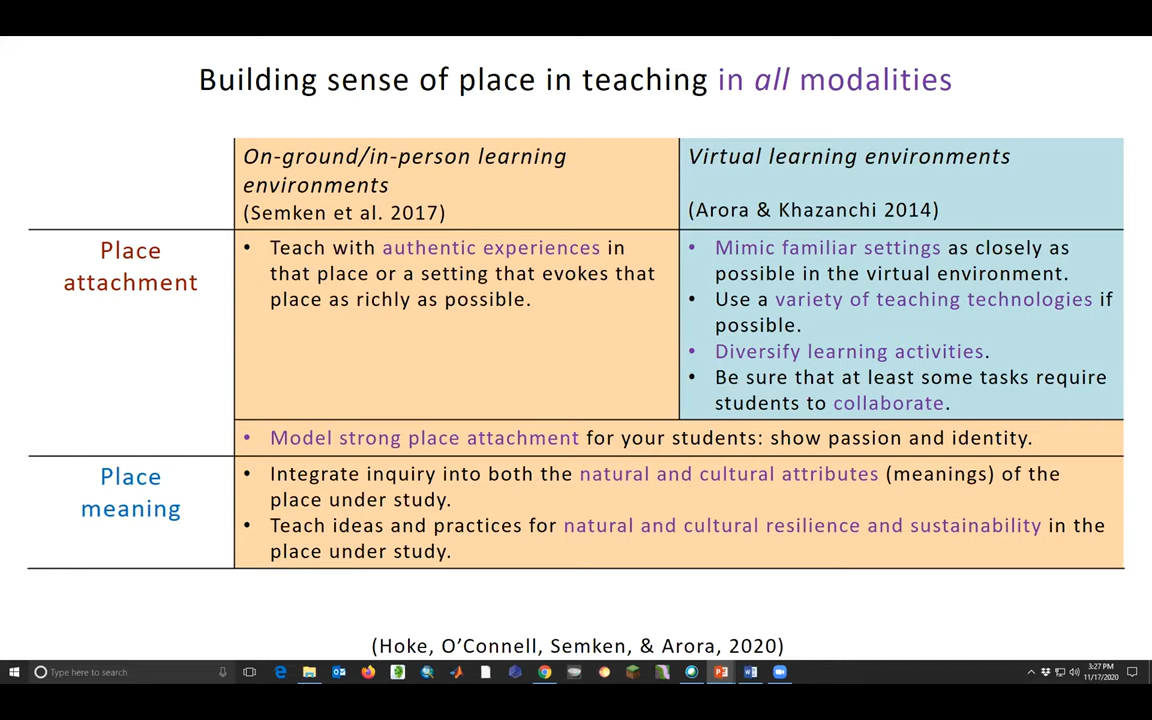 Building sense of place in teaching in all modalities
On-ground/in-person learning
environments
(Semken et al. 2017)
Virtual learning environments
(Arora & Khazanchi 2014)
Place
attachment
• Teach with authentic experiences in
that place or a setting that evokes that
place as richly as possible.
• Mimic familiar settings as closely as
possible in the virtual environment.
• Use a variety of teaching technologies if
possible.
• Diversify learning activities.
• Be sure that at least some tasks require
students to collaborate.
• Model strong place attachment for your students: show passion and identity.
Place
meaning
• Integrate inquiry into both the natural and cultural attributes (meanings) of the
place under study.
• Teach ideas and practices for natural and cultural resilience and sustainability in the
place under study.
(Hoke, O’Connell, Semken, & Arora, 2020)
Type here to search
3:27 PM
11/17/2020